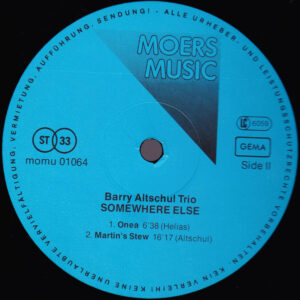 MOERS
MUSIC
ST 33
momu 01064
LC 6055
GEMA
Side II
Barry Altschul Trio
SOMEWHERE ELSE
1. Onea 6'38 (Helias)
2. Martin's Stew 16'17 (Altschul)
ALLE URHEBER- UND LEISTUNGSSCHUTZRECHTE VORBEHALTEN. KEIN VERLEIH! KEINE UNERLAUBTE VERVIELFÄLTIGUNG, VERMIETUNG, AUFFÜHRUNG, SENDUNG! -